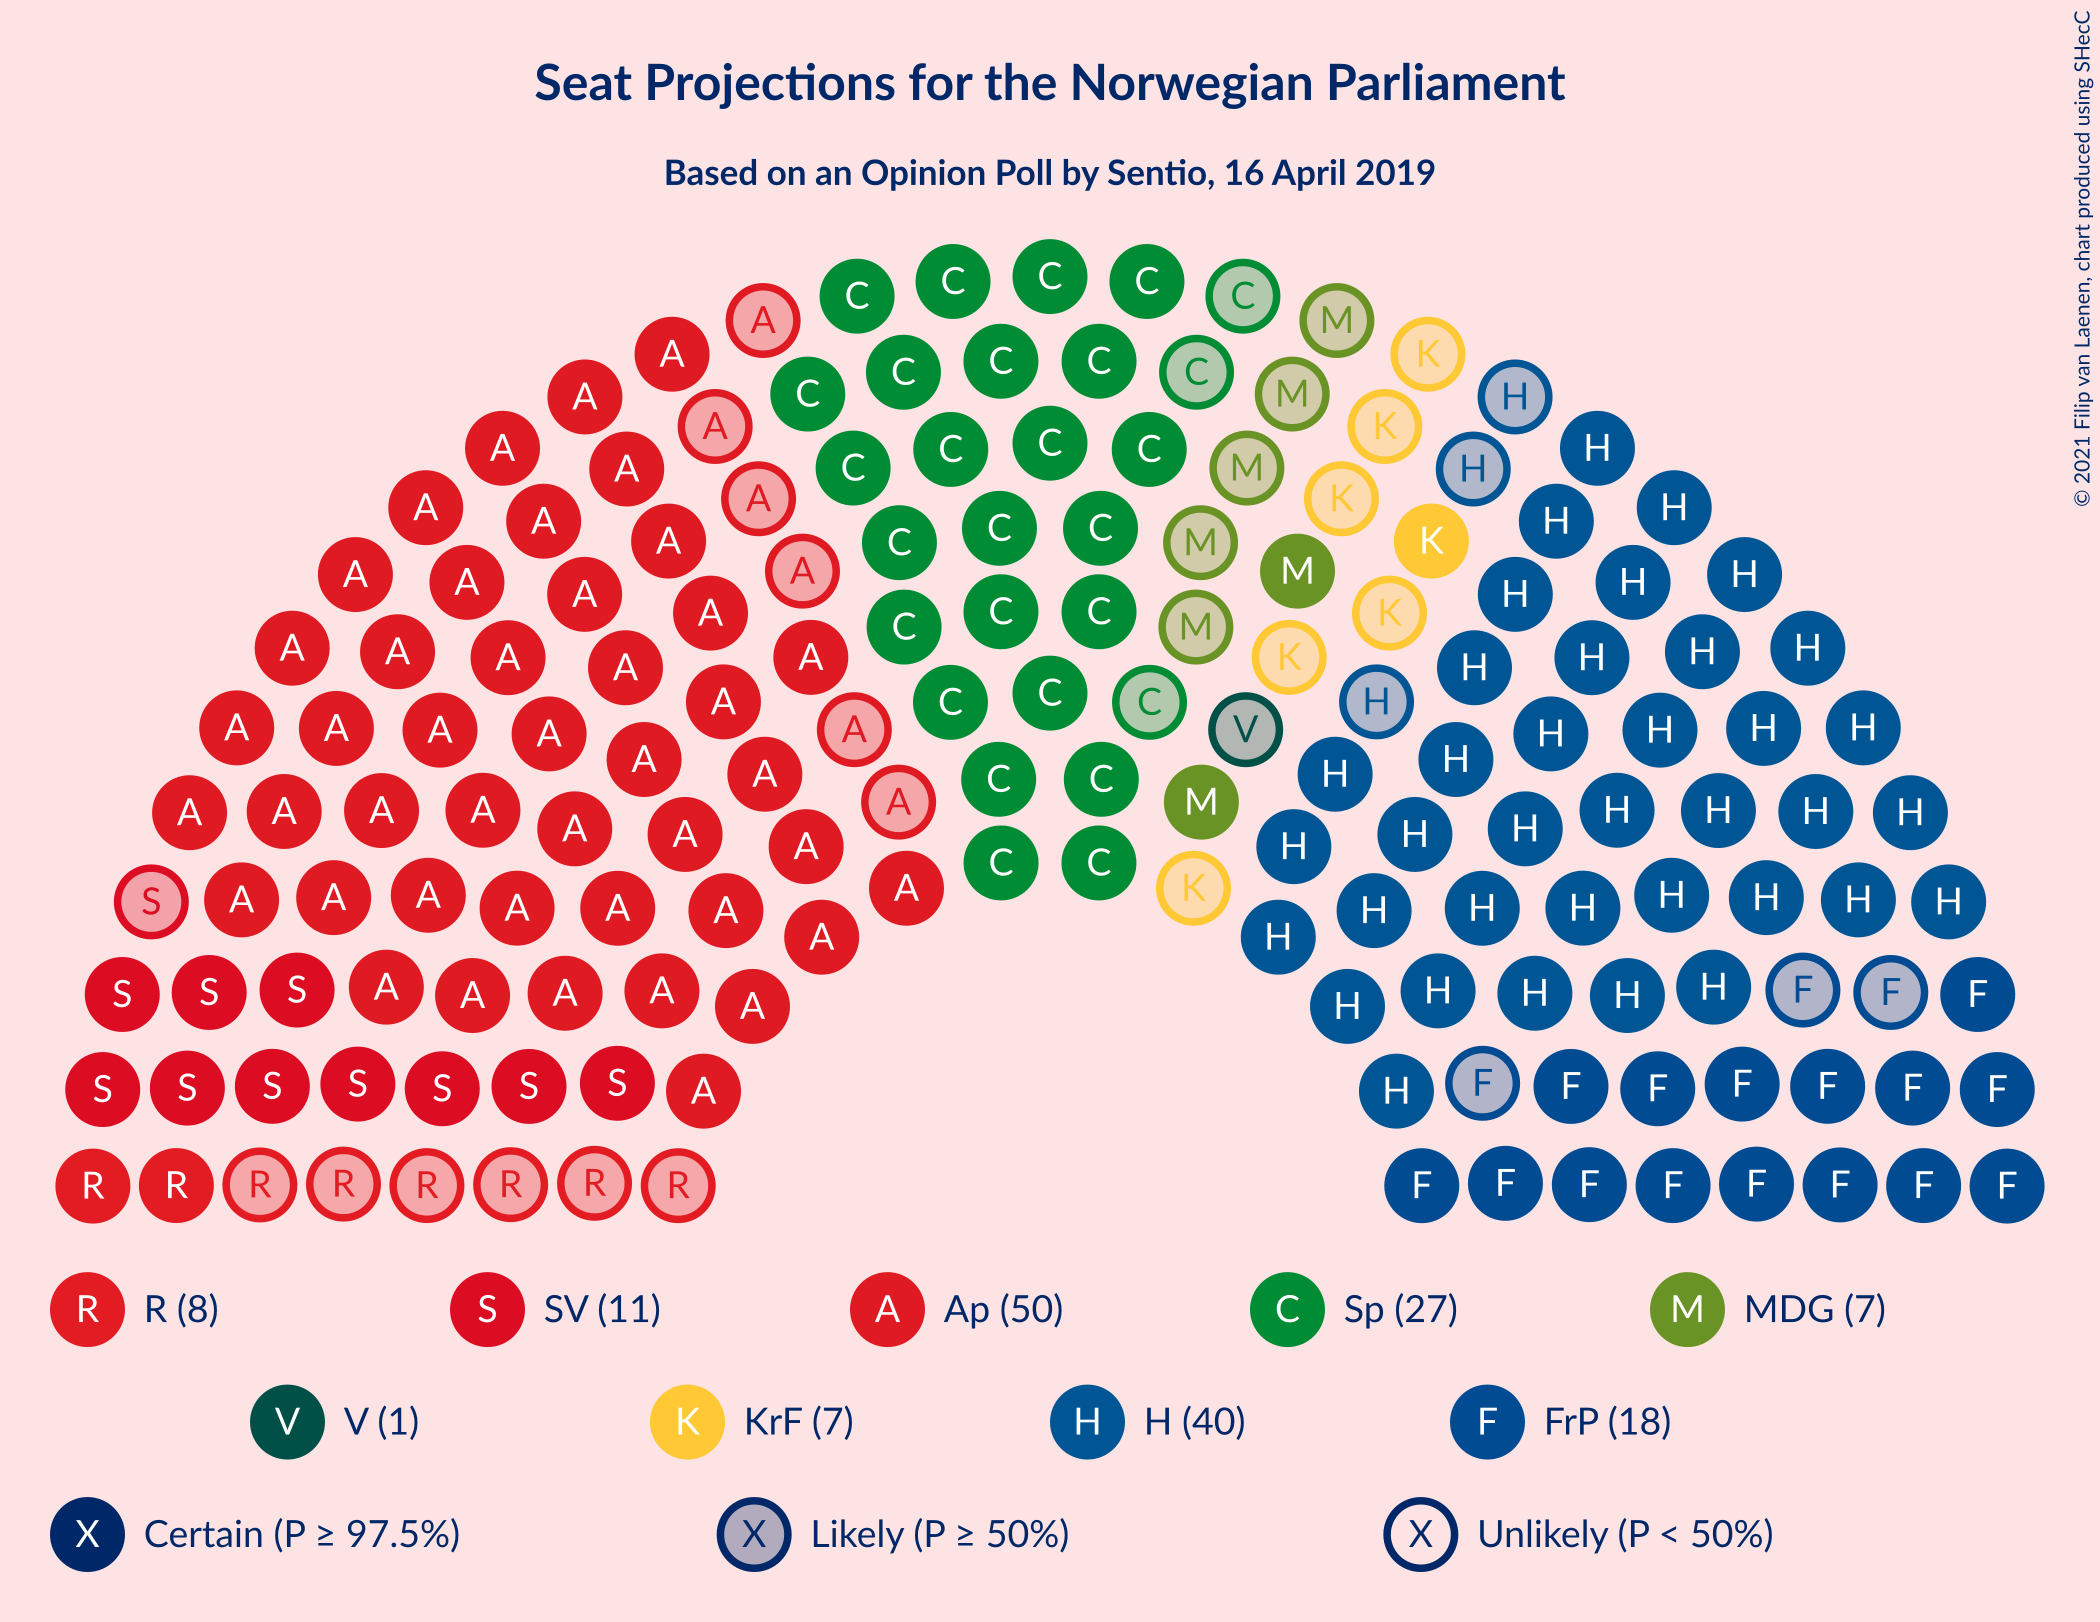 Seat Projections for the Norwegian Parliament
Based on an Opinion Poll by Sentio, 16 April 2019
© 2021 Filip van Laenen, chart produced using SHecC
C C C C C M
A K
A C C C C C M H
A A K H
A A C C C C M K H H
A A A K H H
A A A C C C M M K H H
A A A A C C C M K H H H
A A A A A K H H H H
A A A A A A C C C V H H H H H H
A A A C C M H H H
A A A A A A A H H H H H H H
S A A A A A A A C C K H H H H H H H
A H
S S S A A A A A H H H H H F F F
S S S S S S S A H F F F F F F F
R R R R R R R R F F F F F F F F
R R (8) S SV (11) A Ap (50) C Sp (27) M MDG (7)
V V (1) K KrF (7) H H (40) F FrP (18)
X Certain (P ≥ 97.5%) X Likely (P ≥ 50%) X Unlikely (P < 50%)